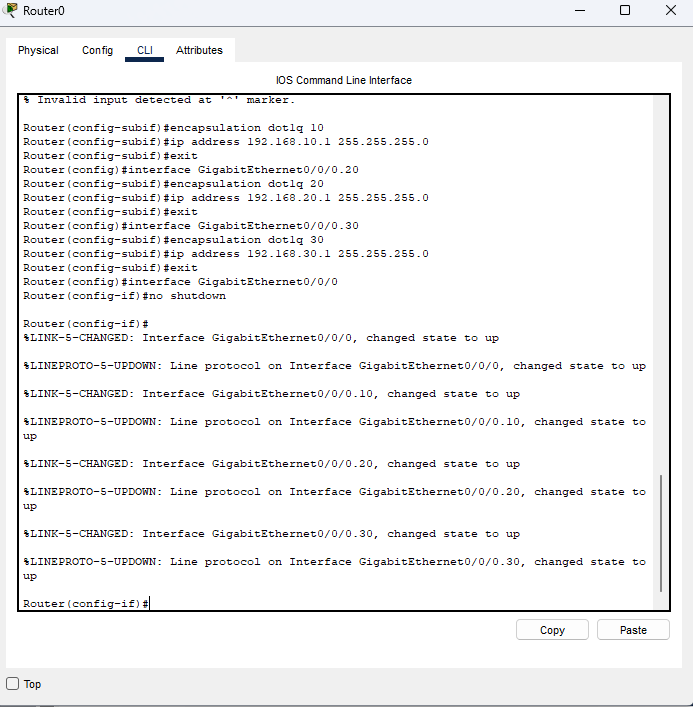 Router0
Physical Config CLI Attributes
IOS Command Line Interface
% Invalid input detected at '^' marker.
Router(config-subif)#encapsulation dot1q 10
Router(config-subif)#ip address 192.168.10.1 255.255.255.0
Router(config-subif)#exit
Router(config)#interface GigabitEthernet0/0/0.20
Router(config-subif)#encapsulation dot1q 20
Router(config-subif)#ip address 192.168.20.1 255.255.255.0
Router(config-subif)#exit
Router(config)#interface GigabitEthernet0/0/0.30
Router(config-subif)#encapsulation dot1q 30
Router(config-subif)#ip address 192.168.30.1 255.255.255.0
Router(config-subif)#exit
Router(config)#interface GigabitEthernet0/0/0
Router(config-if)#no shutdown
Router(config-if)#
%LINK-5-CHANGED: Interface GigabitEthernet0/0/0, changed state to up
%LINEPROTO-5-UPDOWN: Line protocol on Interface GigabitEthernet0/0/0, changed state to up
%LINK-5-CHANGED: Interface GigabitEthernet0/0/0.10, changed state to up
%LINEPROTO-5-UPDOWN: Line protocol on Interface GigabitEthernet0/0/0.10, changed state to
up
%LINK-5-CHANGED: Interface GigabitEthernet0/0/0.20, changed state to up
%LINEPROTO-5-UPDOWN: Line protocol on Interface GigabitEthernet0/0/0.20, changed state to
up
%LINK-5-CHANGED: Interface GigabitEthernet0/0/0.30, changed state to up
%LINEPROTO-5-UPDOWN: Line protocol on Interface GigabitEthernet0/0/0.30, changed state to
up
Router(config-if)#
Copy Paste
Top